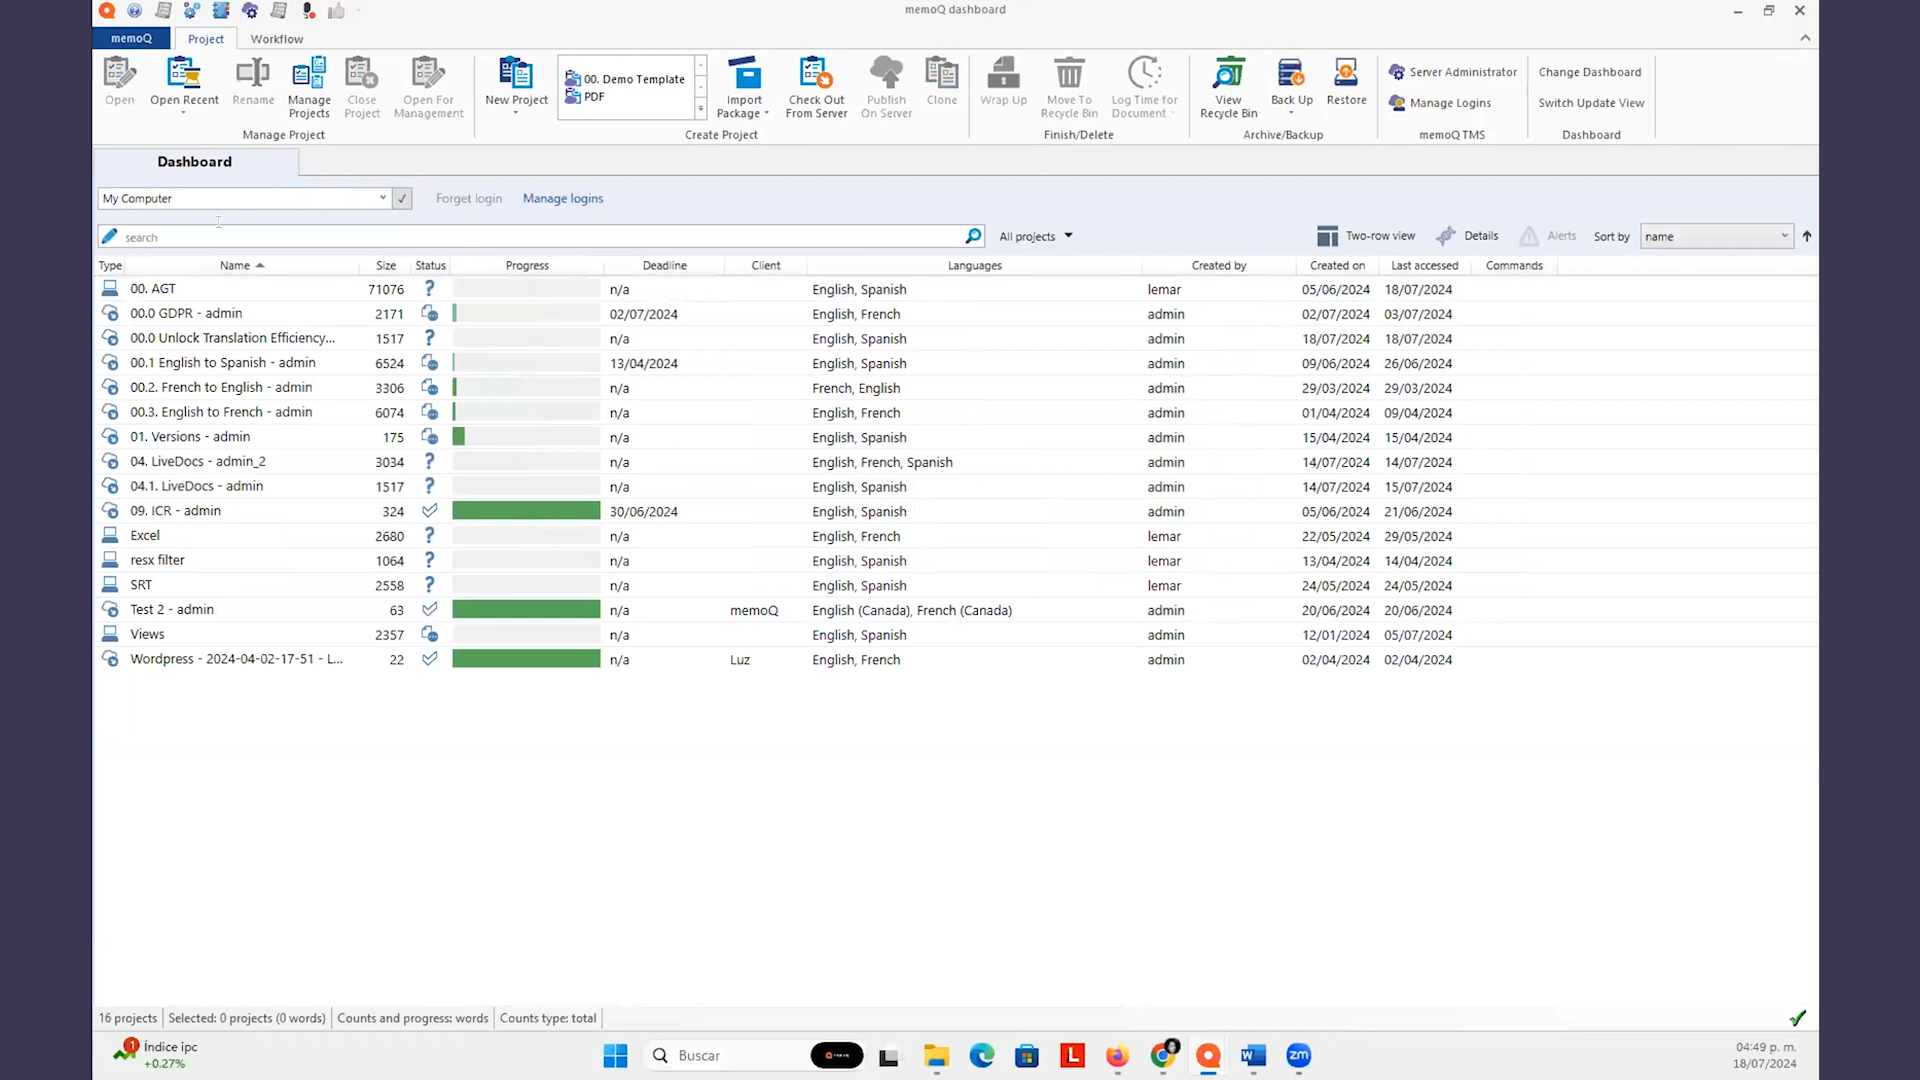 memoQ dashboard
memoQ Project Workflow
Open
Open Recent
Rename
Manage Projects
Close Project
Open For Management
Manage Project
New Project
00. Demo Template
PDF
Import Package
Check Out From Server
Publish On Server
Clone
Create Project
Wrap Up
Move To Recycle Bin
Log Time for Document
Finish/Delete
View Recycle Bin
Back Up
Restore
Archive/Backup
Server Administrator
Manage Logins
memoQ TMS
Change Dashboard
Switch Update View
Dashboard
Dashboard
My Computer Forget login Manage logins
search All projects Two-row view Details Alerts Sort by name
Type Name Size Status Progress Deadline Client Languages Created by Created on Last accessed Commands
00. AGT 71076 ? n/a English, Spanish lemar 05/06/2024 18/07/2024
00.0 GDPR - admin 2171 02/07/2024 English, French admin 02/07/2024 03/07/2024
00.0 Unlock Translation Efficiency... 1517 ? n/a English, Spanish admin 18/07/2024 18/07/2024
00.1 English to Spanish - admin 6524 13/04/2024 English, Spanish admin 09/06/2024 26/06/2024
00.2. French to English - admin 3306 n/a French, English admin 29/03/2024 29/03/2024
00.3. English to French - admin 6074 n/a English, French admin 01/04/2024 09/04/2024
01. Versions - admin 175 n/a English, Spanish admin 15/04/2024 15/04/2024
04. LiveDocs - admin_2 3034 ? n/a English, French, Spanish admin 14/07/2024 14/07/2024
04.1. LiveDocs - admin 1517 ? n/a English, Spanish admin 14/07/2024 15/07/2024
09. ICR - admin 324 30/06/2024 English, Spanish admin 05/06/2024 21/06/2024
Excel 2680 ? n/a English, French lemar 22/05/2024 29/05/2024
resx filter 1064 ? n/a English, Spanish lemar 13/04/2024 14/04/2024
SRT 2558 ? n/a English, Spanish lemar 24/05/2024 24/05/2024
Test 2 - admin 63 n/a memoQ English (Canada), French (Canada) admin 20/06/2024 20/06/2024
Views 2357 n/a English, Spanish admin 12/01/2024 05/07/2024
Wordpress - 2024-04-02-17-51 - L... 22 n/a Luz English, French admin 02/04/2024 02/04/2024
16 projects Selected: 0 projects (0 words) Counts and progress: words Counts type: total
1 Índice ipc
+0.27%
Buscar
L
W
zm
04:49 p. m.
18/07/2024